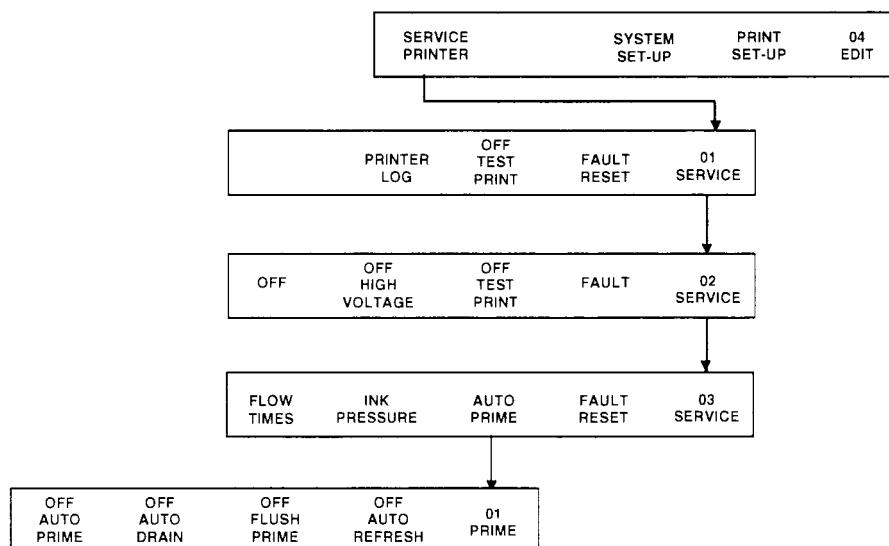 SERVICE PRINTER SYSTEM SET-UP PRINT SET-UP 04 EDIT
PRINTER LOG OFF TEST PRINT FAULT RESET 01 SERVICE
OFF OFF HIGH VOLTAGE OFF TEST PRINT FAULT 02 SERVICE
FLOW TIMES INK PRESSURE AUTO PRIME FAULT RESET 03 SERVICE
OFF AUTO PRIME OFF AUTO DRAIN OFF FLUSH PRIME OFF AUTO REFRESH 01 PRIME